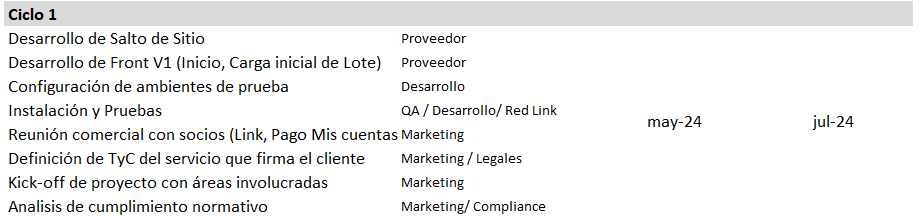 Ciclo 1
Desarrollo de Salto de Sitio Proveedor
Desarrollo de Front V1 (Inicio, Carga inicial de Lote) Proveedor
Configuración de ambientes de prueba Desarrollo
Instalación y Pruebas QA / Desarrollo/ Red Link
may-24 jul-24
Reunión comercial con socios (Link, Pago Mis cuentas Marketing
Definición de TyC del servicio que firma el cliente Marketing / Legales
Kick-off de proyecto con áreas involucradas Marketing
Analisis de cumplimiento normativo Marketing/ Compliance